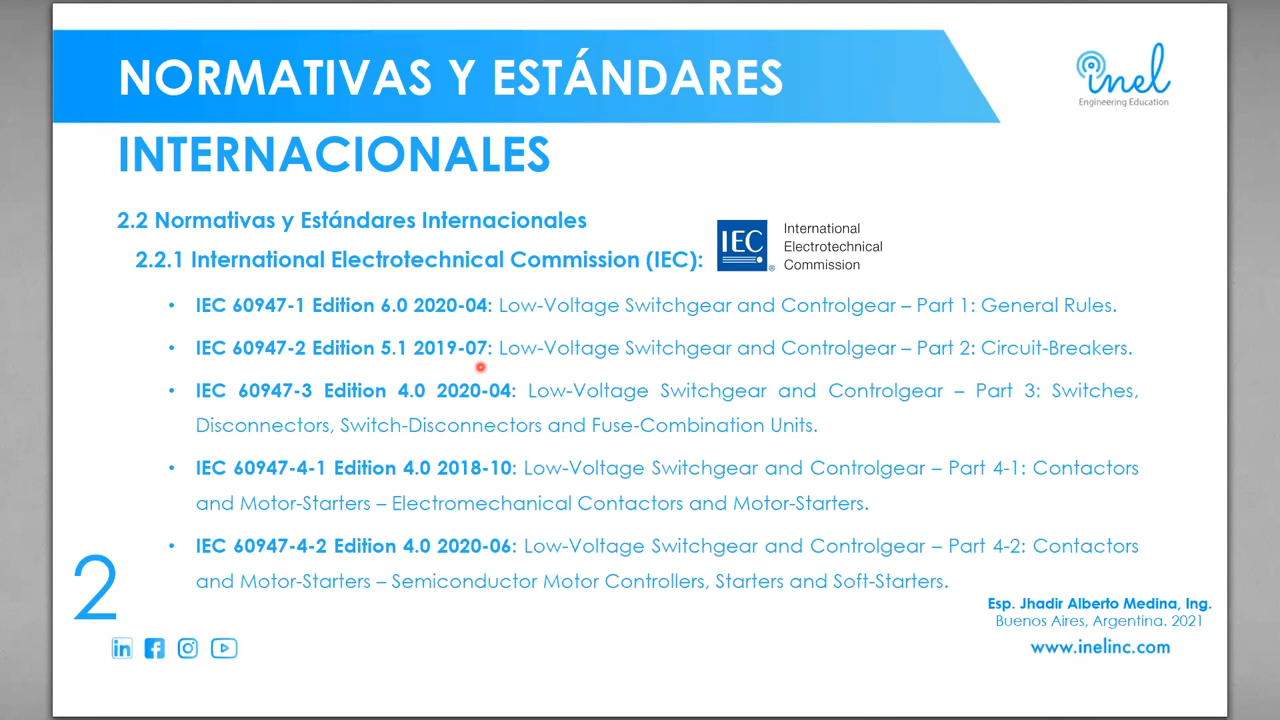 NORMATIVAS Y ESTÁNDARES
INTERNACIONALES
inel
Engineering Education
2.2 Normativas y Estándares Internacionales
2.2.1 International Electrotechnical Commission (IEC):
IEC
®
International
Electrotechnical
Commission
• IEC 60947-1 Edition 6.0 2020-04: Low-Voltage Switchgear and Controlgear – Part 1: General Rules.
• IEC 60947-2 Edition 5.1 2019-07: Low-Voltage Switchgear and Controlgear – Part 2: Circuit-Breakers.
• IEC 60947-3 Edition 4.0 2020-04: Low-Voltage Switchgear and Controlgear – Part 3: Switches,
Disconnectors, Switch-Disconnectors and Fuse-Combination Units.
• IEC 60947-4-1 Edition 4.0 2018-10: Low-Voltage Switchgear and Controlgear – Part 4-1: Contactors
and Motor-Starters – Electromechanical Contactors and Motor-Starters.
• IEC 60947-4-2 Edition 4.0 2020-06: Low-Voltage Switchgear and Controlgear – Part 4-2: Contactors
and Motor-Starters – Semiconductor Motor Controllers, Starters and Soft-Starters.
2
Esp. Jhadir Alberto Medina, Ing.
Buenos Aires, Argentina. 2021
www.inelinc.com